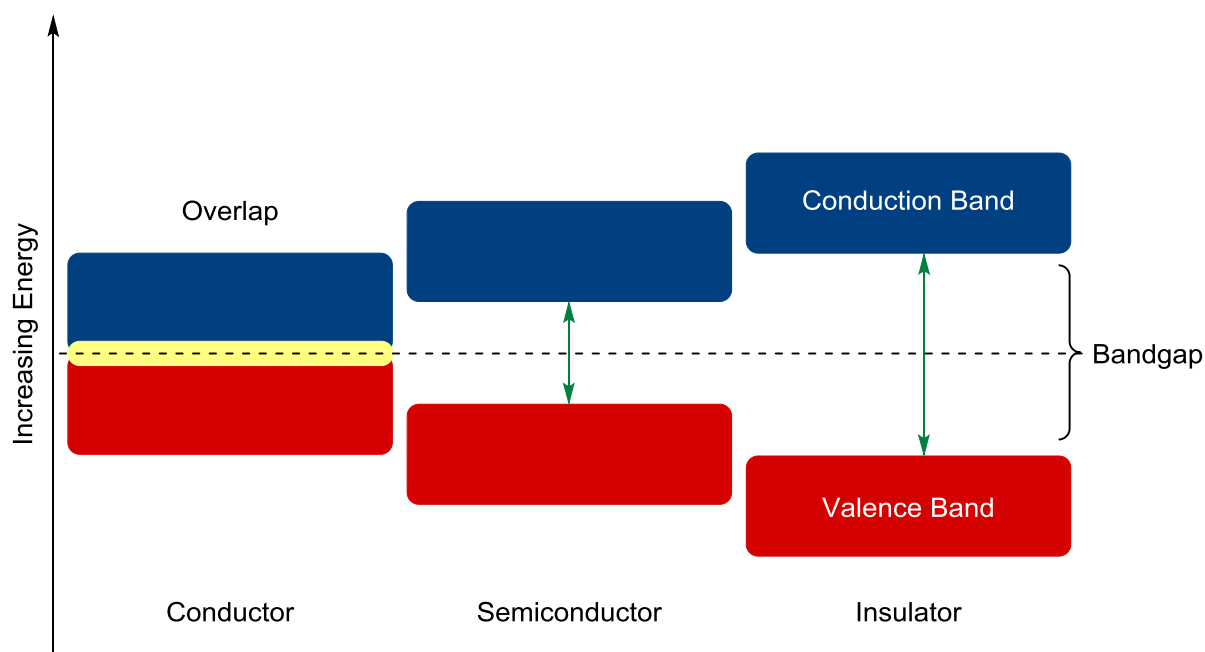 Increasing Energy
Overlap
Conduction Band
Bandgap
Valence Band
Conductor
Semiconductor
Insulator